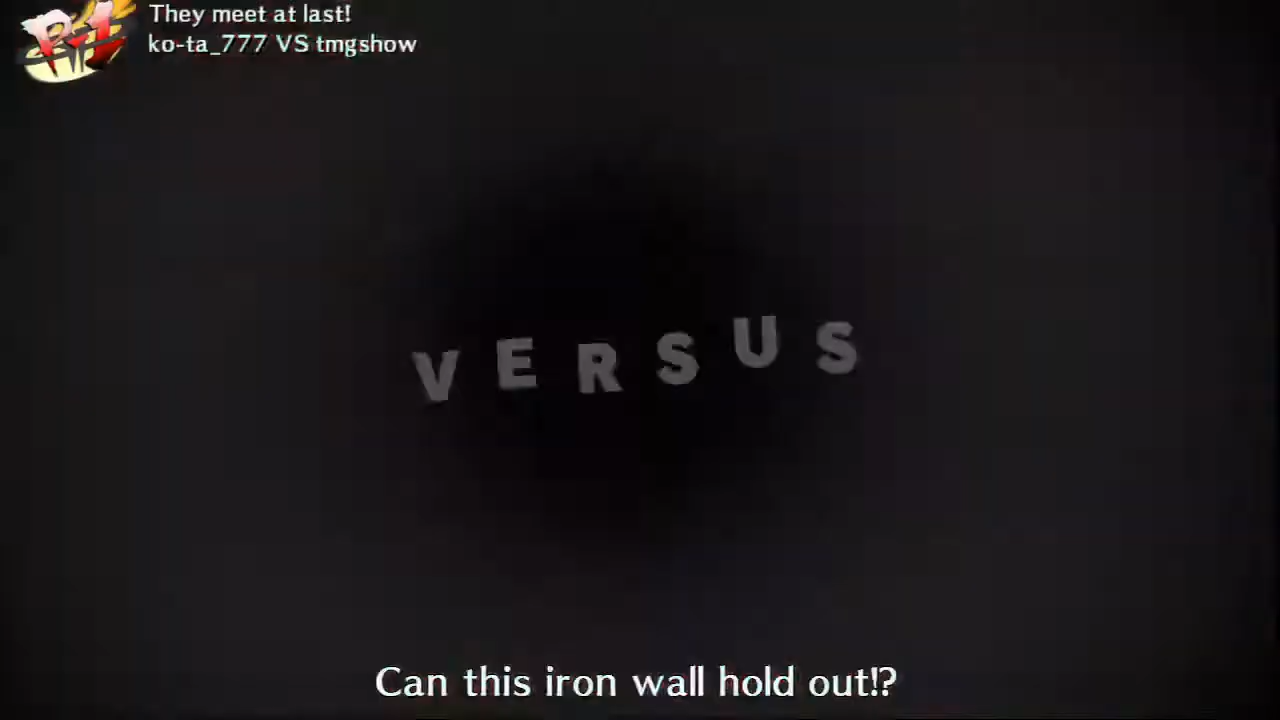 They meet at last!
ko-ta_777 VS tmgshow
VERSUS
Can this iron wall hold out!?